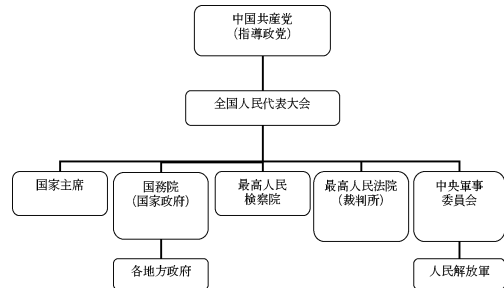 中国共産党
（指導政党）
全国人民代表大会
国家主席
国務院
（国家政府）
最高人民
検察院
最高人民法院
（裁判所）
中央軍事
委員会
各地方政府
人民解放軍